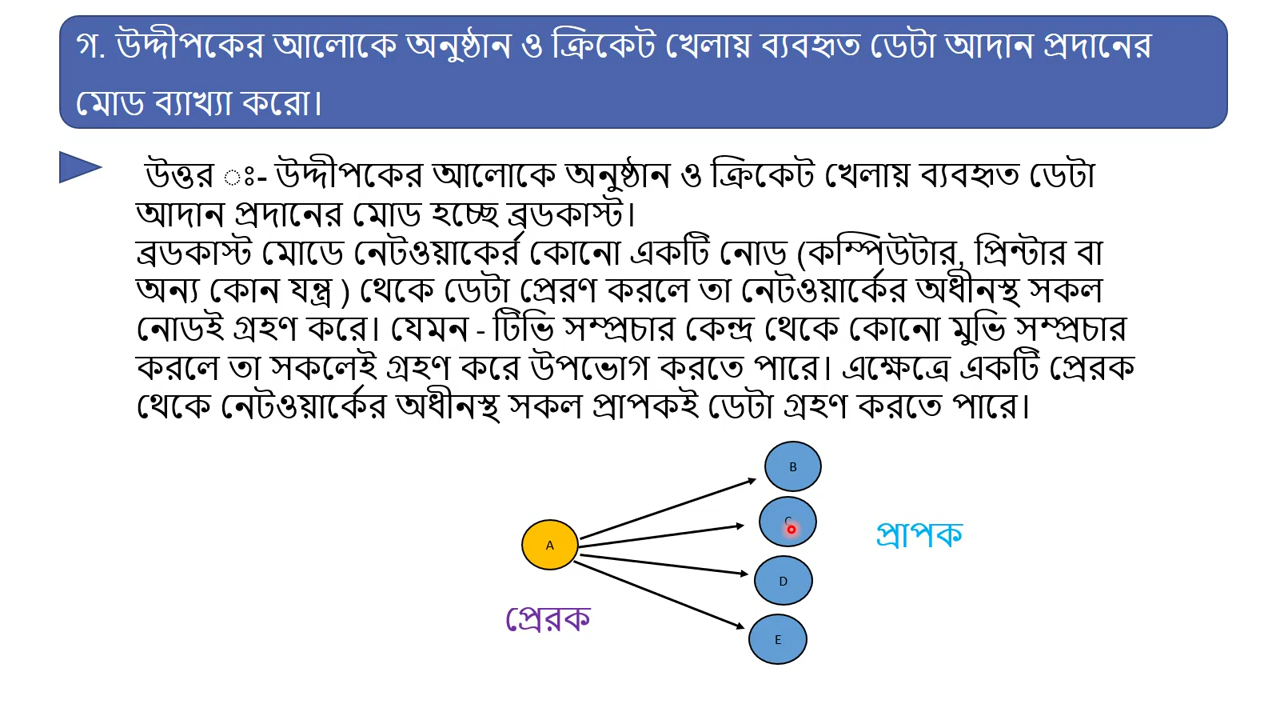 গ. উদ্দীপকের আলোকে অনুষ্ঠান ও ক্রিকেট খেলায় ব্যবহৃত ডেটা আদান প্রদানের
মোড ব্যাখ্যা করো।
উত্তর ঃ- উদ্দীপকের আলোকে অনুষ্ঠান ও ক্রিকেট খেলায় ব্যবহৃত ডেটা
আদান প্রদানের মোড হচ্ছে ব্রডকাস্ট।
ব্রডকাস্ট মোডে নেটওয়াকের্র কোনো একটি নোড (কম্পিউটার, প্রিন্টার বা
অন্য কোন যন্ত্র ) থেকে ডেটা প্রেরণ করলে তা নেটওয়ার্কের অধীনস্থ সকল
নোডই গ্রহণ করে। যেমন - টিভি সম্প্রচার কেন্দ্র থেকে কোনো মুভি সম্প্রচার
করলে তা সকলেই গ্রহণ করে উপভোগ করতে পারে। এক্ষেত্রে একটি প্রেরক
থেকে নেটওয়ার্কের অধীনস্থ সকল প্রাপকই ডেটা গ্রহণ করতে পারে।
B
C
প্রাপক
A
D
প্রেরক
E